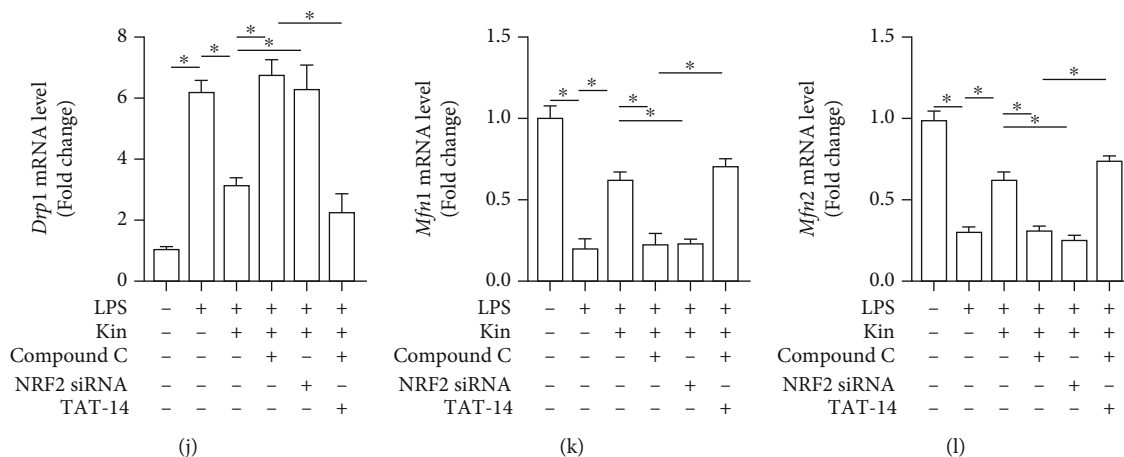 Drp1 mRNA level
(Fold change)
8
6
4
2
0
* * * * *
LPS – + + + + +
Kin – – + + + +
Compound C – – – + – +
NRF2 siRNA – – – – + –
TAT-14 – – – – – +
(j)
Mfn1 mRNA level
(Fold change)
1.5
1.0
0.5
0.0
* * * * *
LPS – + + + + +
Kin – – + + + +
Compound C – – – + – +
NRF2 siRNA – – – – + –
TAT-14 – – – – – +
(k)
Mfn2 mRNA level
(Fold change)
1.5
1.0
0.5
0.0
* * * * *
LPS – + + + + +
Kin – – + + + +
Compound C – – – + – +
NRF2 siRNA – – – – + –
TAT-14 – – – – – +
(l)